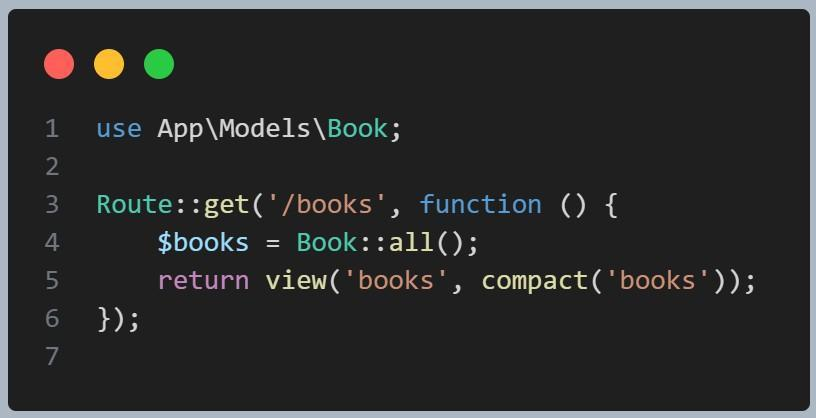 1 use App\Models\Book;
2
3 Route::get('/books', function () {
4     $books = Book::all();
5     return view('books', compact('books'));
6 });
7